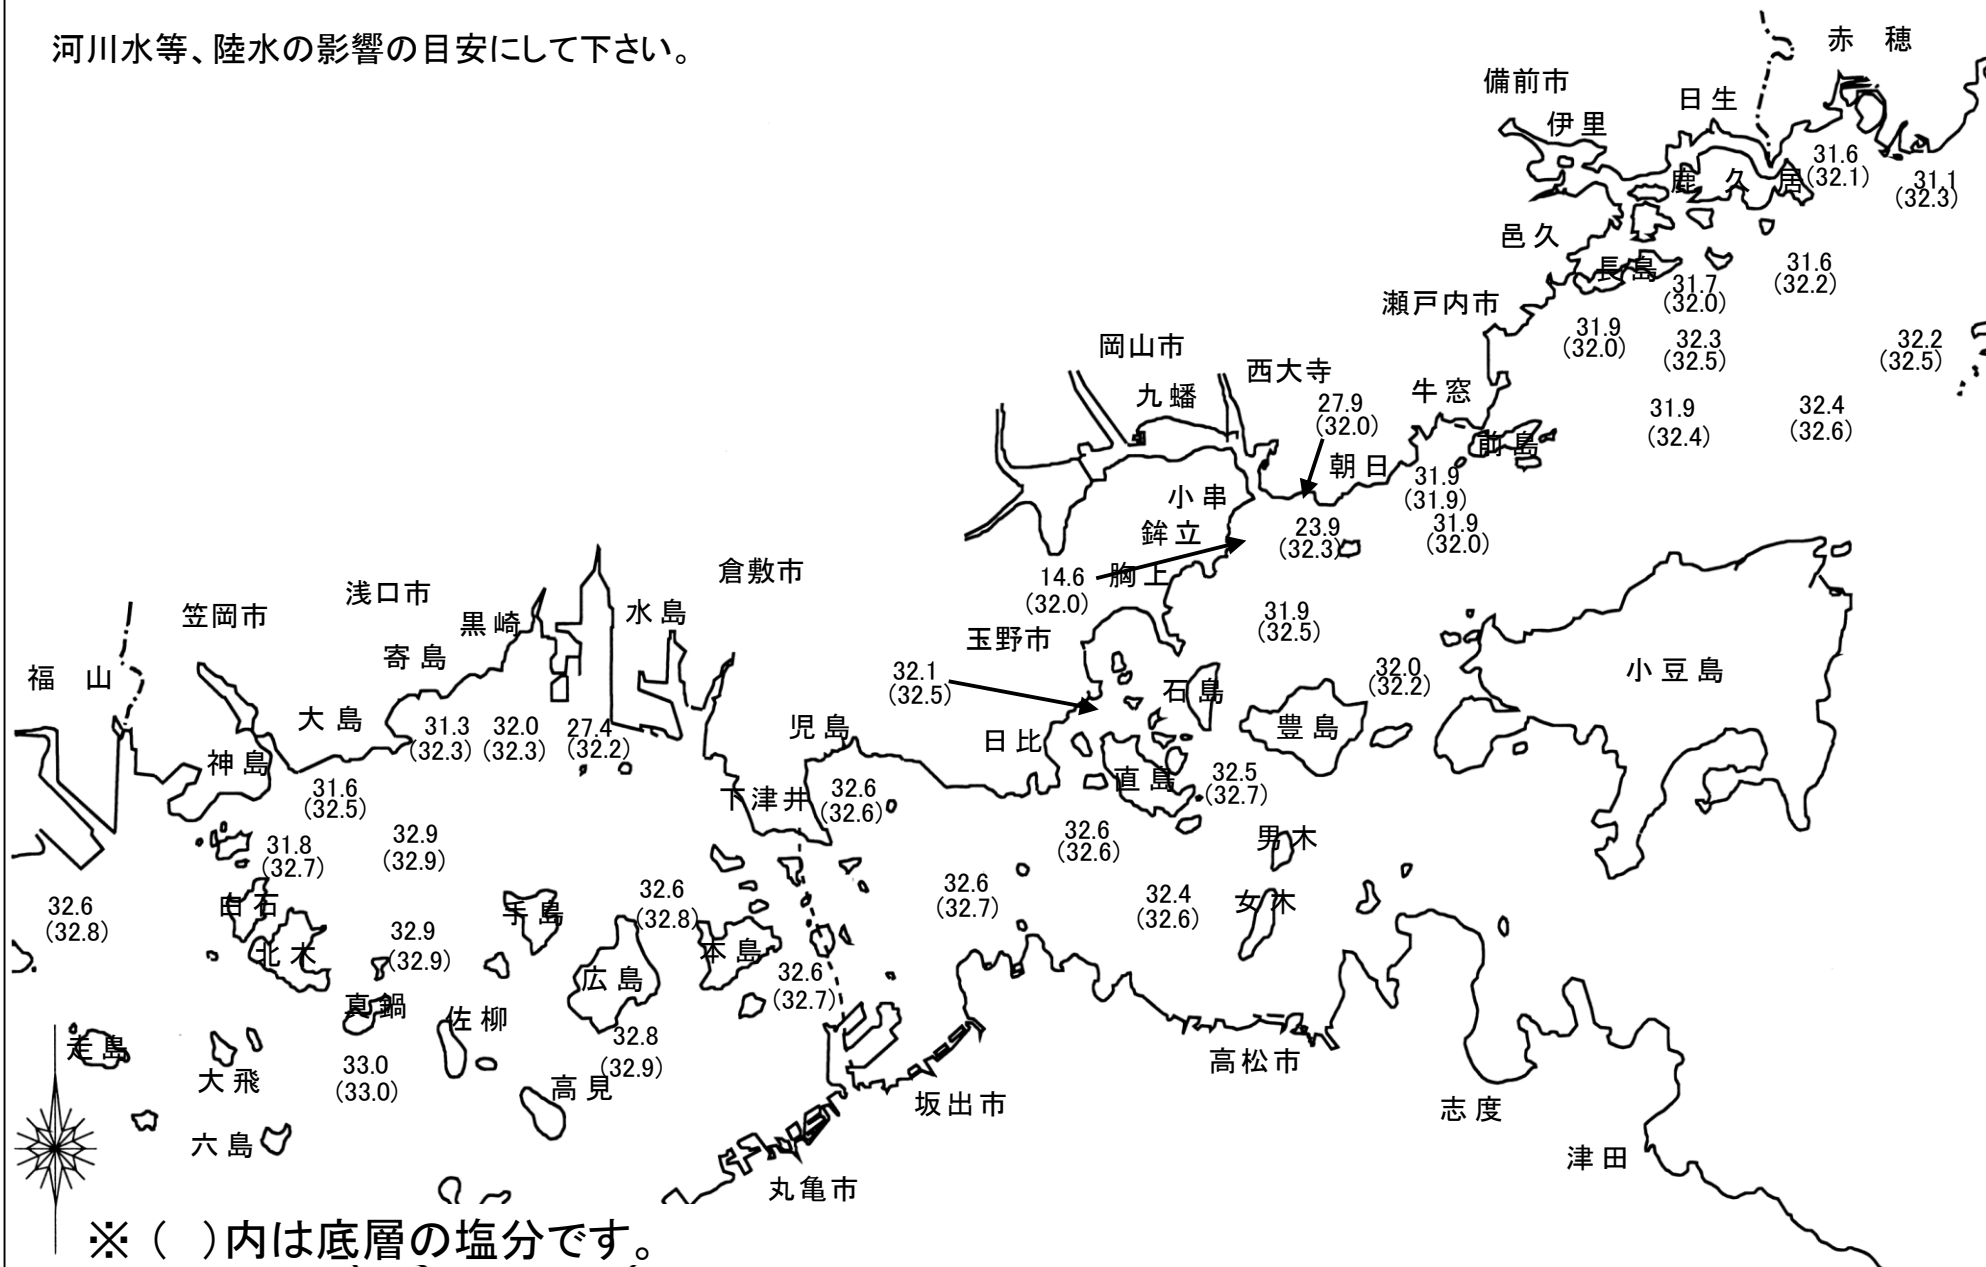 河川水等、陸水の影響の目安にして下さい。
赤 穂
備前市
日生
伊里
31.6
(32.1)
鹿 久 居
31.1
(32.3)
邑久
長島
31.6
(32.2)
31.7
(32.0)
瀬戸内市
31.9
(32.0)
32.3
(32.5)
32.2
(32.5)
岡山市
西大寺
九蟠
牛窓
27.9
(32.0)
31.9
(32.4)
32.4
(32.6)
前島
朝日
31.9
(31.9)
小串
鉾立
23.9
(32.3)
31.9
(32.0)
胸上
14.6
(32.0)
倉敷市
浅口市
笠岡市
黒崎
水島
31.9
(32.5)
玉野市
寄島
福 山
32.1
(32.5)
石島
32.0
(32.2)
小豆島
大島
31.3
(32.3)
32.0
(32.3)
27.4
(32.2)
児島
日比
豊島
神島
直島
32.5
(32.7)
31.6
(32.5)
下津井
32.6
(32.6)
31.8
(32.7)
32.9
(32.9)
32.6
(32.6)
男木
白石
32.6
(32.8)
手島
32.6
(32.8)
32.6
(32.7)
32.4
(32.6)
女木
北木
32.9
(32.9)
本島
広島
32.6
(32.7)
真鍋
佐柳
走島
32.8
(32.9)
高松市
大飛
33.0
(33.0)
高見
坂出市
志度
六島
津田
丸亀市
※( )内は底層の塩分です。